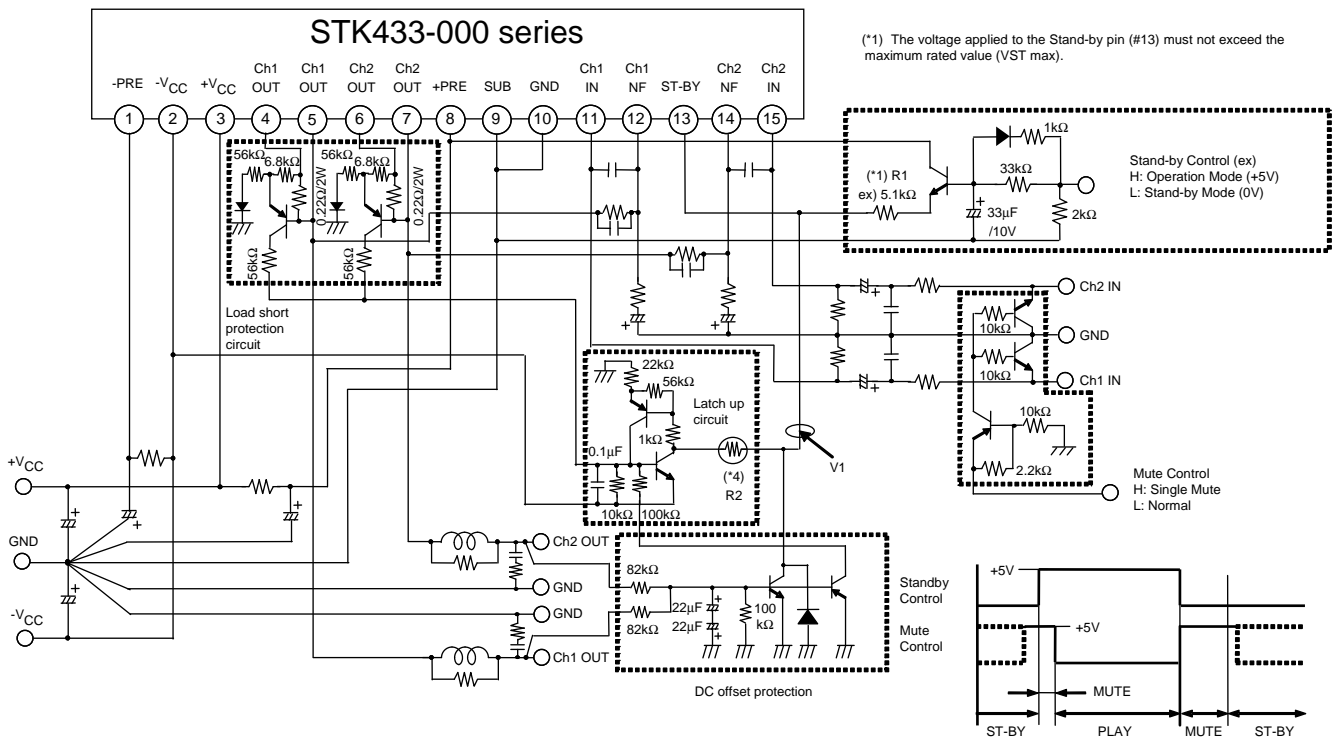 STK433-000 series
(*1) The voltage applied to the Stand-by pin (#13) must not exceed the
maximum rated value (VST max).
-PRE
-VCC
+VCC
Ch1
OUT
Ch1
OUT
Ch2
OUT
Ch2
OUT
+PRE
SUB
GND
Ch1
IN
Ch1
NF
ST-BY
Ch2
NF
Ch2
IN
1
2
3
4
5
6
7
8
9
10
11
12
13
14
15
56kΩ
6.8kΩ
0.22Ω/2W
56kΩ
56kΩ
6.8kΩ
0.22Ω/2W
56kΩ
Load short
protection
circuit
1kΩ
33kΩ
(*1) R1
ex) 5.1kΩ
+
33μF
/10V
2kΩ
Stand-by Control (ex)
H: Operation Mode (+5V)
L: Stand-by Mode (0V)
+
+
+
+
Ch2 IN
GND
Ch1 IN
10kΩ
10kΩ
10kΩ
2.2kΩ
Mute Control
H: Single Mute
L: Normal
22kΩ
56kΩ
Latch up
circuit
1kΩ
0.1μF
(*4)
R2
10kΩ
100kΩ
V1
+VCC
GND
-VCC
+
+
+
+
Ch2 OUT
GND
GND
Ch1 OUT
82kΩ
82kΩ
22μF
+
22μF
+
100
kΩ
DC offset protection
Standby
Control
Mute
Control
+5V
+5V
MUTE
ST-BY
PLAY
MUTE
ST-BY